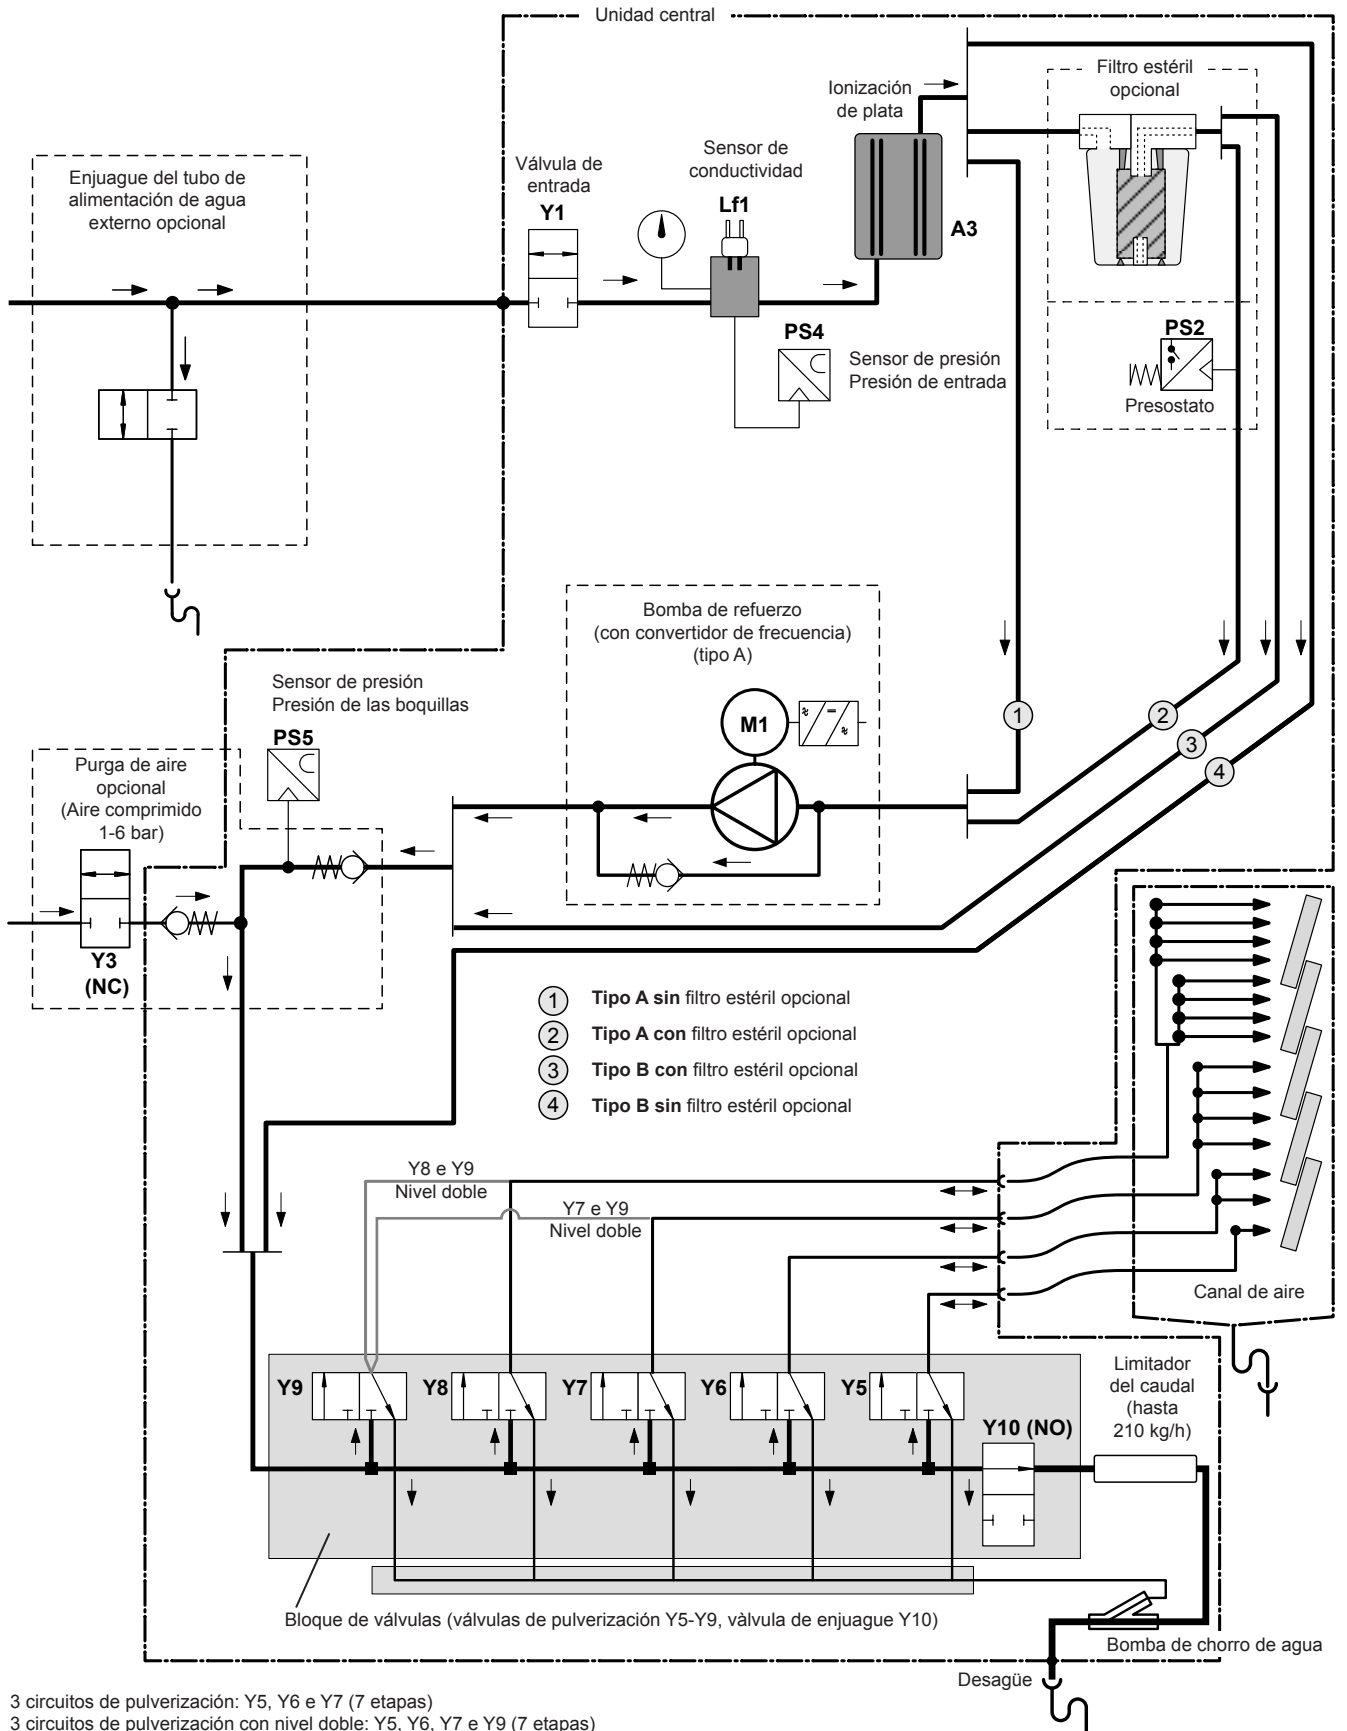 Unidad central
Filtro estéril
opcional
Ionización
de plata
Sensor de
conductividad
Lf1
Válvula de
entrada
Y1
A3
Enjuague del tubo de
alimentación de agua
externo opcional
PS4
Sensor de presión
Presión de entrada
PS2
Presostato
Bomba de refuerzo
(con convertidor de frecuencia)
(tipo A)
M1
Sensor de presión
Presión de las boquillas
PS5
Purga de aire
opcional
(Aire comprimido
1-6 bar)
Y3
(NC)
1
2
3
4
1 Tipo A sin filtro estéril opcional
2 Tipo A con filtro estéril opcional
3 Tipo B con filtro estéril opcional
4 Tipo B sin filtro estéril opcional
Y8 e Y9
Nivel doble
Y7 e Y9
Nivel doble
Canal de aire
Y9
Y8
Y7
Y6
Y5
Y10 (NO)
Limitador
del caudal
(hasta
210 kg/h)
Bloque de válvulas (válvulas de pulverización Y5-Y9, vàlvula de enjuague Y10)
Bomba de chorro de agua
Desagüe
3 circuitos de pulverización: Y5, Y6 e Y7 (7 etapas)
3 circuitos de pulverización con nivel doble: Y5, Y6, Y7 e Y9 (7 etapas)